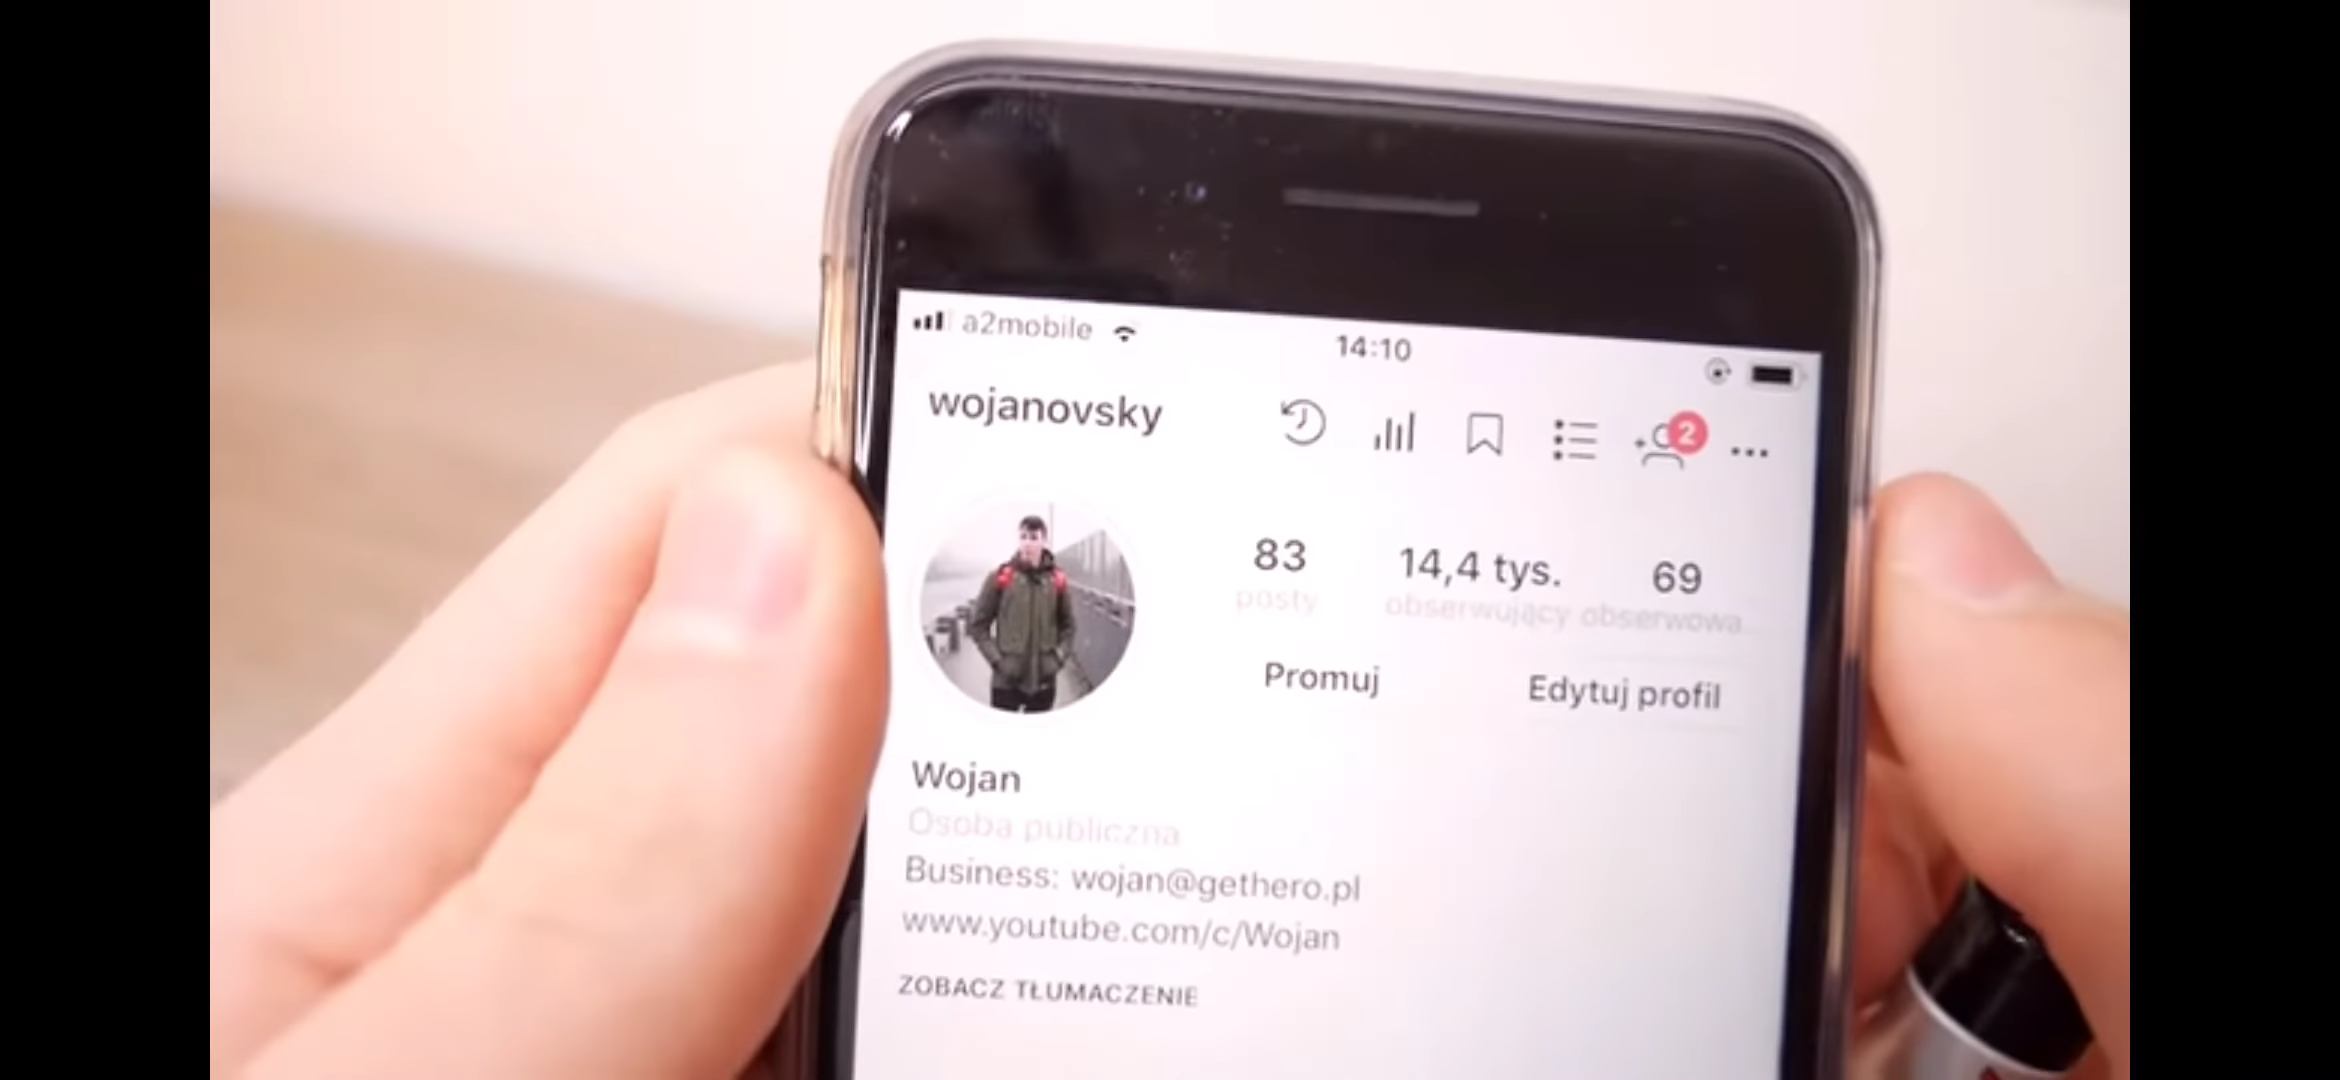 a2mobile 14:10
wojanovsky 2
83 14,4 tys. 69
posty obserwujący obserwowa
Promuj Edytuj profil
Wojan
Osoba publiczna
Business: wojan@gethero.pl
www.youtube.com/c/Wojan
ZOBACZ TŁUMACZENIE